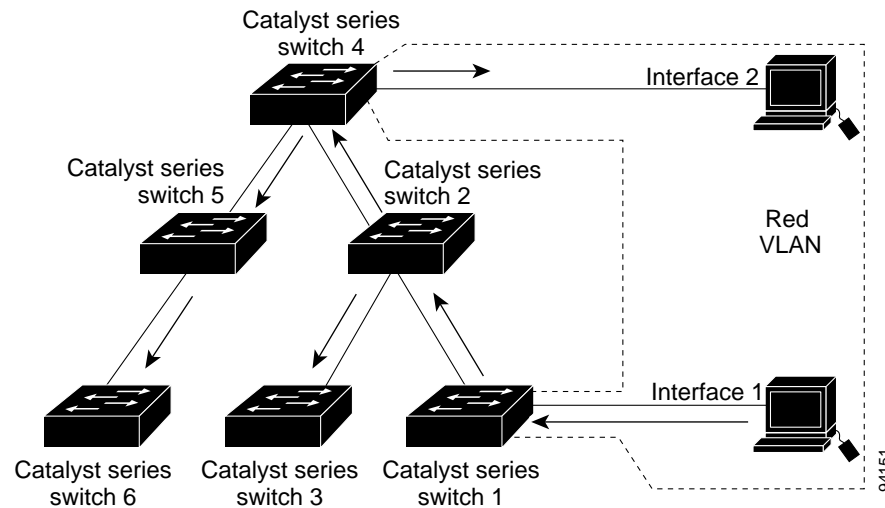 Catalyst series
switch 4
Interface 2
Catalyst series
switch 5
Catalyst series
switch 2
Red
VLAN
Interface 1
Catalyst series
switch 6
Catalyst series
switch 3
Catalyst series
switch 1
94151